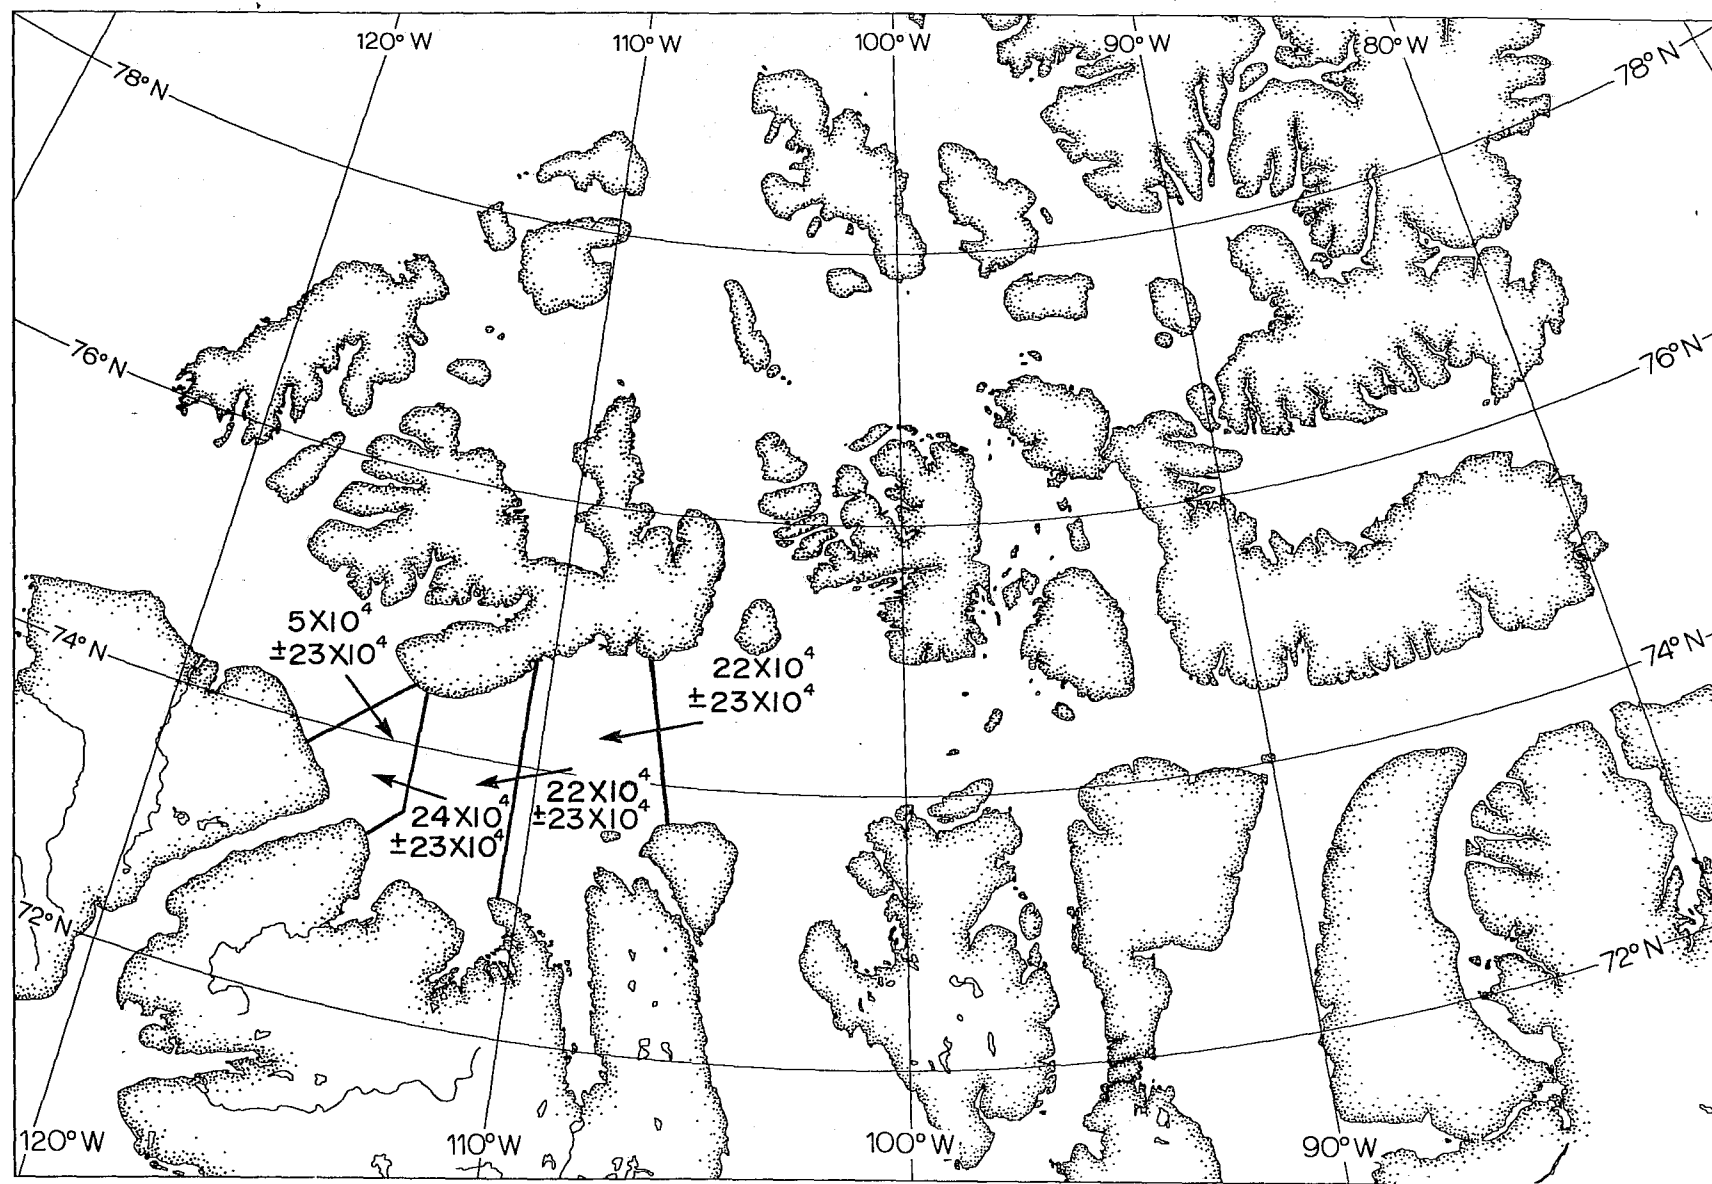 120° W
110° W
100° W
90° W
80° W
78° N
78° N
76° N
76° N
5X10⁴
±23X10⁴
74° N
74° N
22X10⁴
±23X10⁴
22X10⁴
±23X10⁴
24X10⁴
±23X10⁴
72° N
72° N
120° W
110° W
100° W
90° W